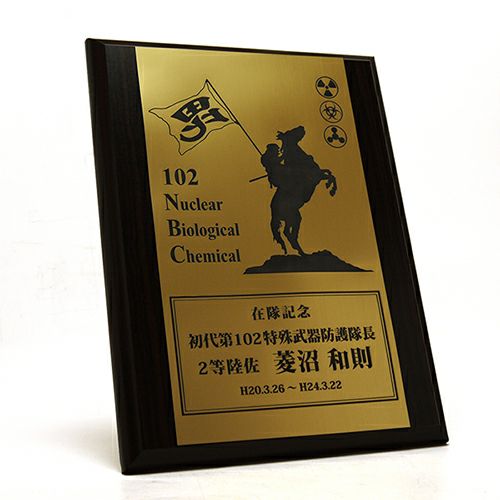 男
102
Nuclear
Biological
Chemical
在隊記念
初代第102特殊武器防護隊長
2等陸佐 菱沼 和則
H20.3.26～H24.3.22